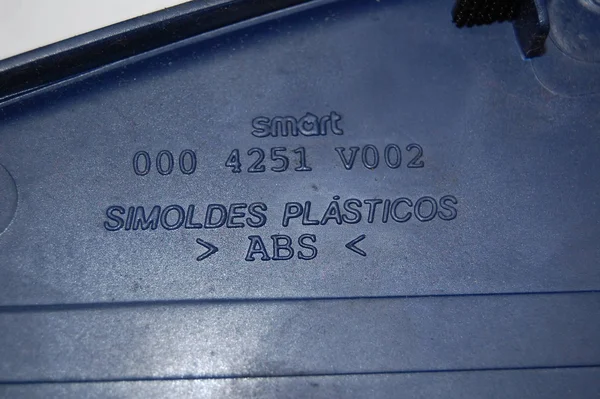 smart
000 4251 V002
SIMOLDES PLÁSTICOS
> ABS <